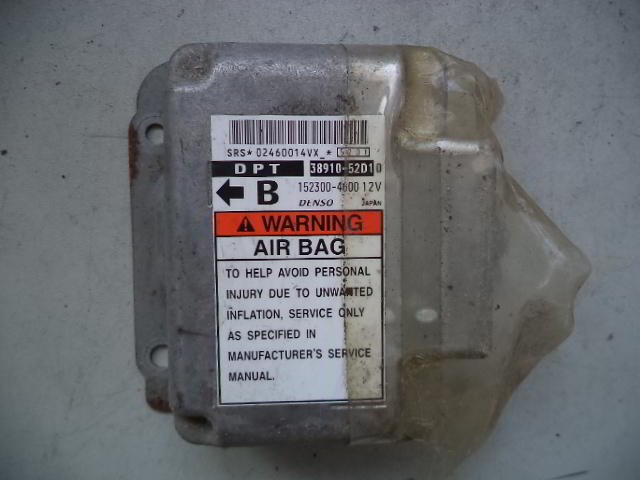 SRS* 02460014VX_*
DPT 38910-52D10
B 152300-4600 12V
DENSO JAPAN
WARNING
AIR BAG
TO HELP AVOID PERSONAL
INJURY DUE TO UNWANTED
INFLATION, SERVICE ONLY
AS SPECIFIED IN
MANUFACTURER'S SERVICE
MANUAL.